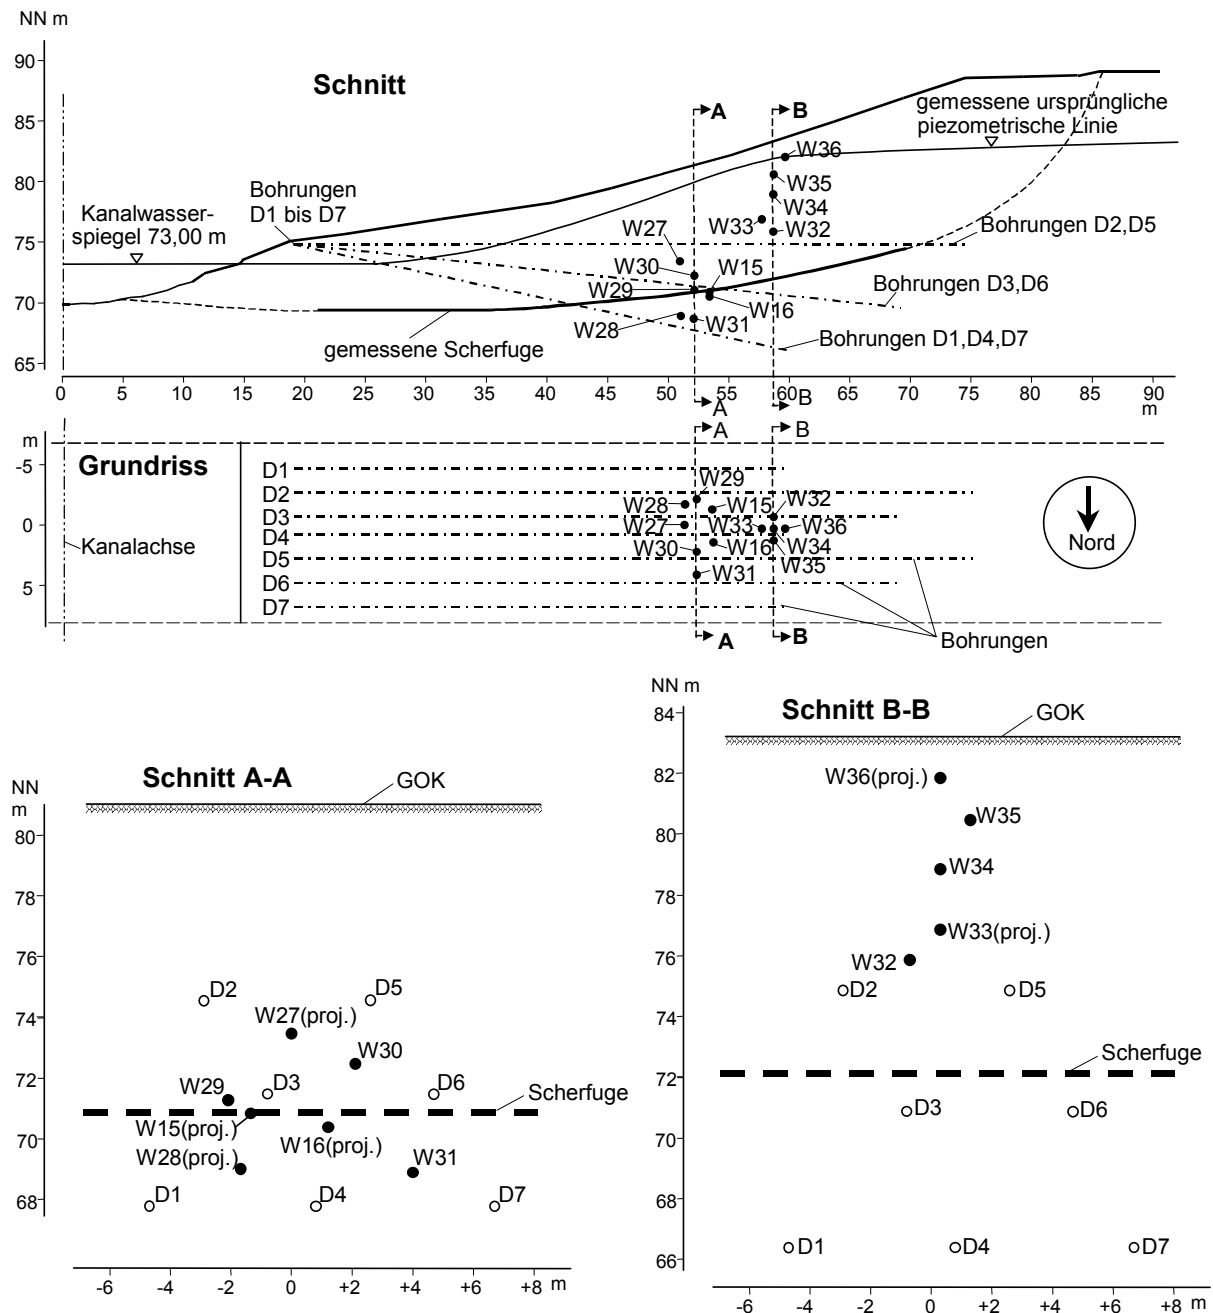 NN m
90
85
80
75
70
65
Schnitt
A
B
gemessene ursprüngliche
piezometrische Linie
W36
W35
W34
W33
W32
Bohrungen
D1 bis D7
Kanalwasser-
spiegel 73,00 m
W27
W30
W15
W29
W16
W28
W31
Bohrungen D2,D5
Bohrungen D3,D6
Bohrungen D1,D4,D7
gemessene Scherfuge
0 5 10 15 20 25 30 35 40 45 50 55 60 65 70 75 80 85 90
m
A
B
m
-5
0
5
A
B
Grundriss
Kanalachse
D1
D2
D3
D4
D5
D6
D7
W29
W28
W15
W32
W27
W33
W36
W30
W16
W34
W35
W31
Nord
Bohrungen
A
B
Schnitt A-A
GOK
NN
m
80
78
76
74
72
70
68
D2
D5
W27(proj.)
W30
W29
D3
D6
Scherfuge
W15(proj.)
W16(proj.)
W28(proj.)
W31
D1
D4
D7
-6 -4 -2 0 +2 +4 +6 +8 m
NN m
Schnitt B-B
GOK
84
82
80
78
76
74
72
70
68
66
W36(proj.)
W35
W34
W33(proj.)
W32
D2
D5
Scherfuge
D3
D6
D1
D4
D7
-6 -4 -2 0 +2 +4 +6 +8 m